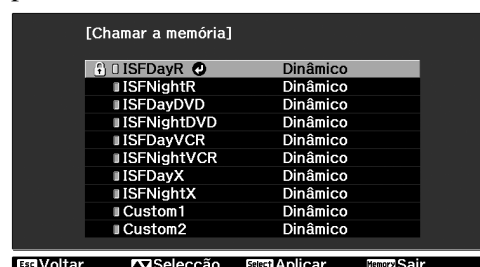 [Chamar a memória]
ISFDayR Dinâmico
ISFNightR Dinâmico
ISFDayDVD Dinâmico
ISFNightDVD Dinâmico
ISFDayVCR Dinâmico
ISFNightVCR Dinâmico
ISFDayX Dinâmico
ISFNightX Dinâmico
Custom1 Dinâmico
Custom2 Dinâmico
Esc Voltar Selecção Select Aplicar Memory Sair